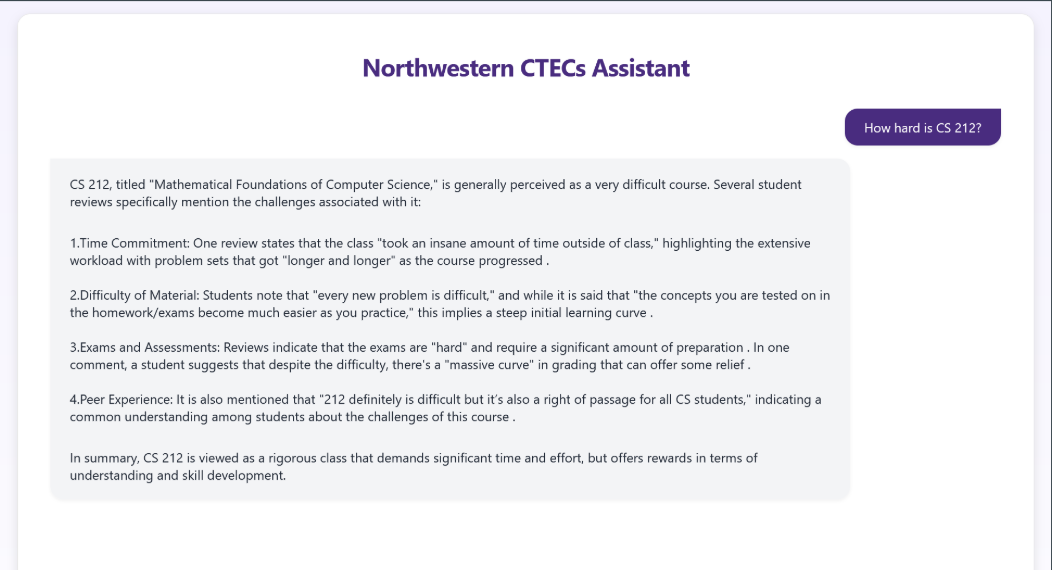 Northwestern CTECs Assistant
How hard is CS 212?
CS 212, titled "Mathematical Foundations of Computer Science," is generally perceived as a very difficult course. Several student
reviews specifically mention the challenges associated with it:
1.Time Commitment: One review states that the class "took an insane amount of time outside of class," highlighting the extensive
workload with problem sets that got "longer and longer" as the course progressed .
2.Difficulty of Material: Students note that "every new problem is difficult," and while it is said that "the concepts you are tested on in
the homework/exams become much easier as you practice," this implies a steep initial learning curve .
3.Exams and Assessments: Reviews indicate that the exams are "hard" and require a significant amount of preparation . In one
comment, a student suggests that despite the difficulty, there's a "massive curve" in grading that can offer some relief .
4.Peer Experience: It is also mentioned that "212 definitely is difficult but it’s also a right of passage for all CS students," indicating a
common understanding among students about the challenges of this course .
In summary, CS 212 is viewed as a rigorous class that demands significant time and effort, but offers rewards in terms of
understanding and skill development.